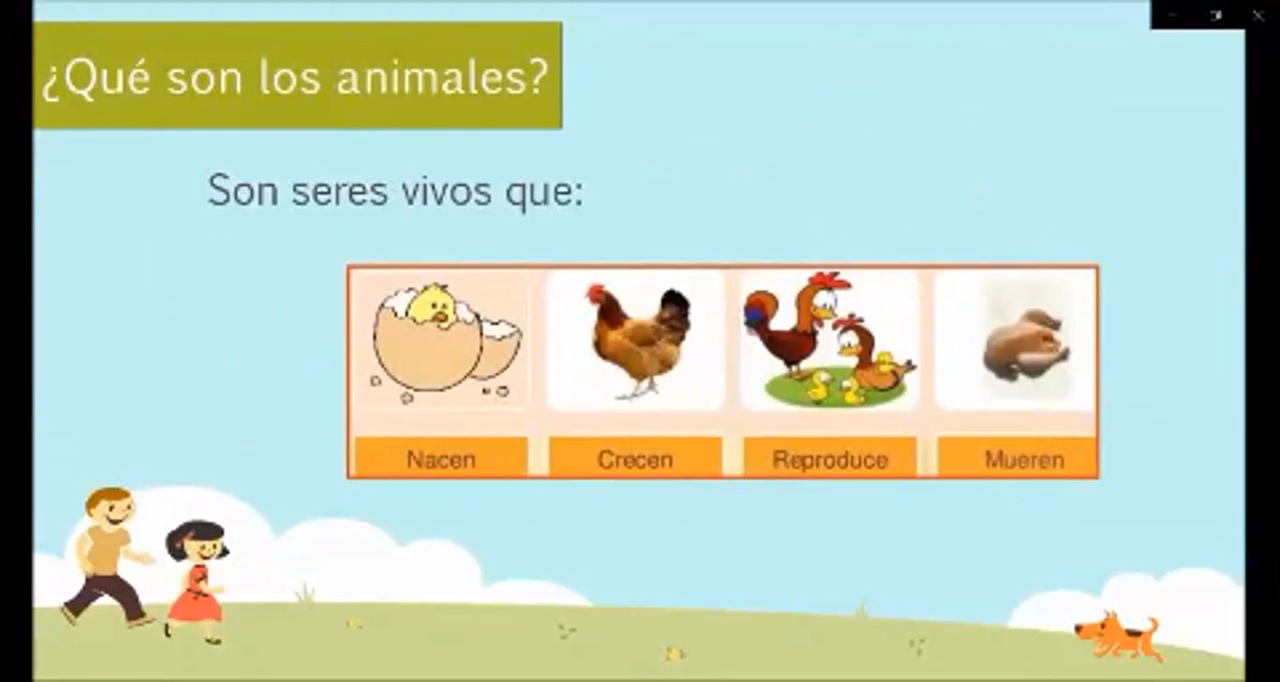 ¿Qué son los animales?
Son seres vivos que:
Nacen Crecen Reproduce Mueren